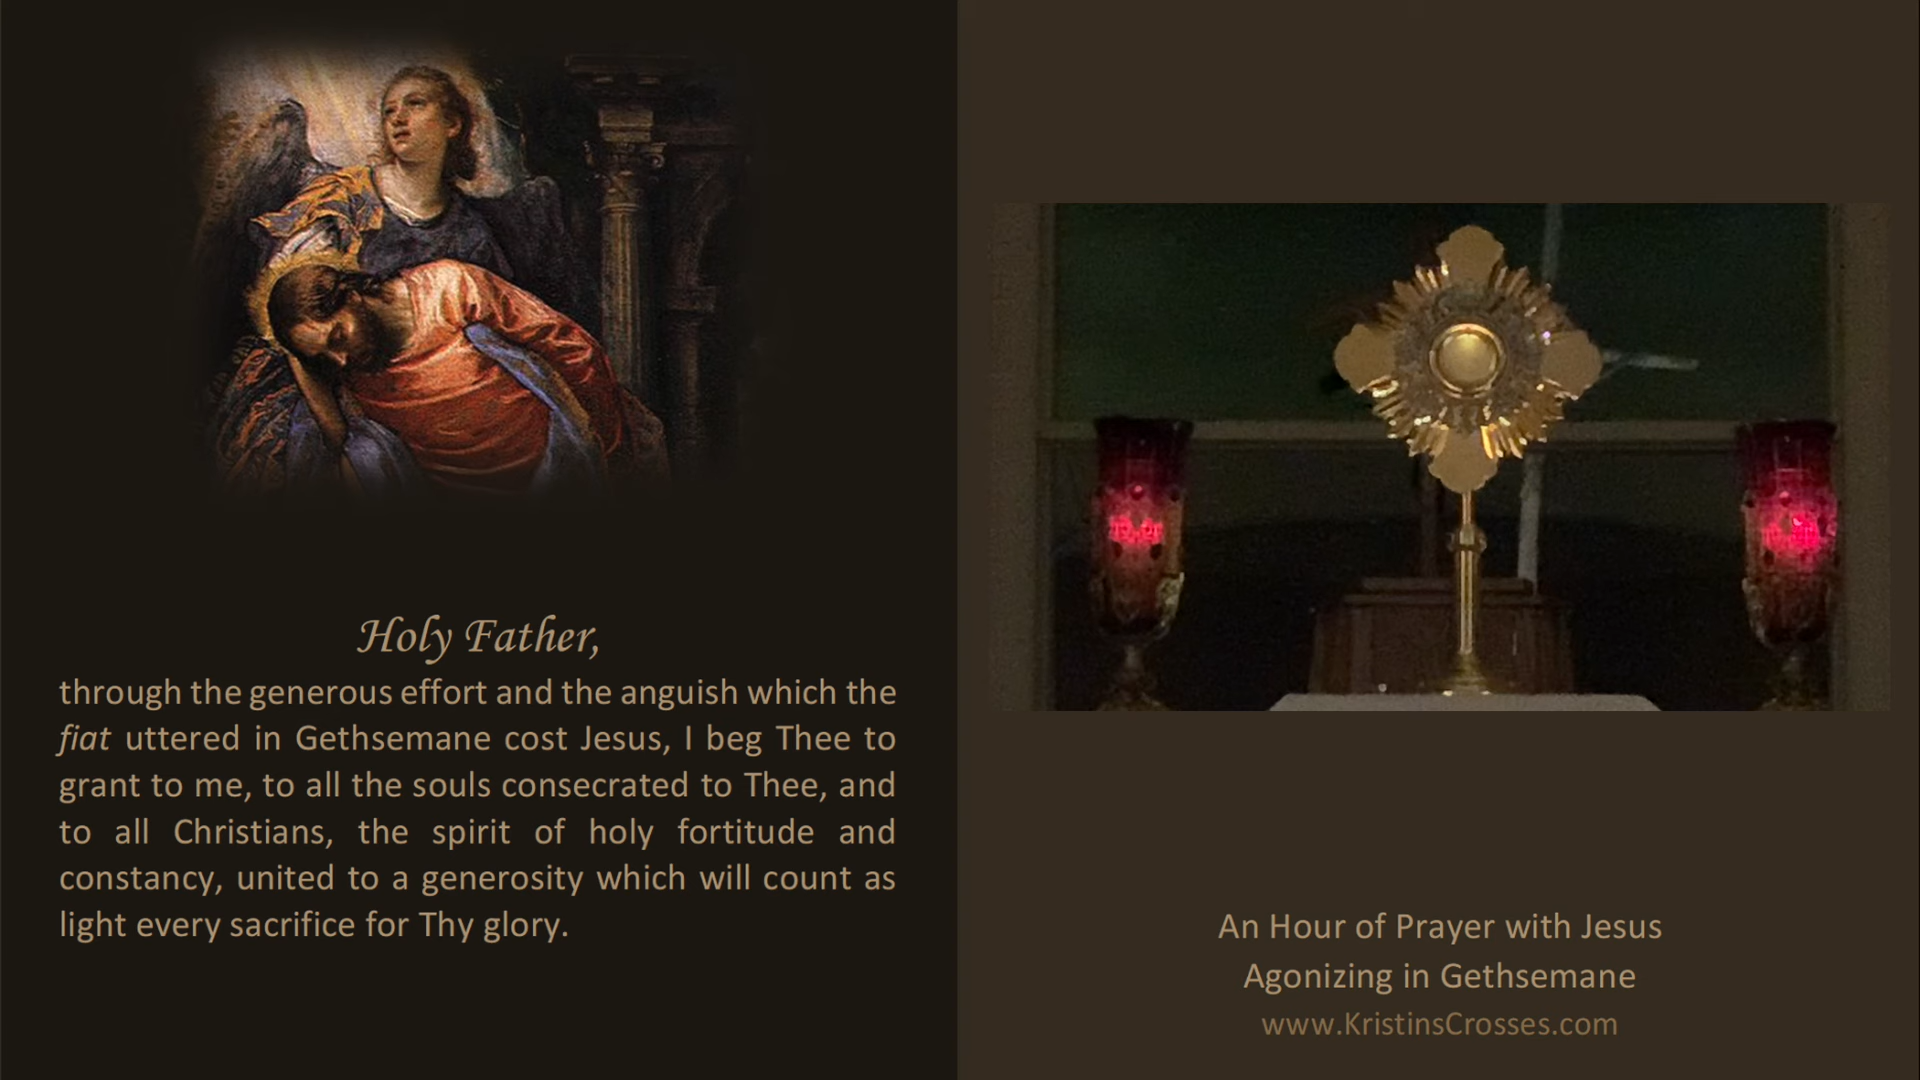 Holy Father,
through the generous effort and the anguish which the
fiat uttered in Gethsemane cost Jesus, I beg Thee to
grant to me, to all the souls consecrated to Thee, and
to all Christians, the spirit of holy fortitude and
constancy, united to a generosity which will count as
light every sacrifice for Thy glory.
An Hour of Prayer with Jesus
Agonizing in Gethsemane
www.KristinsCrosses.com